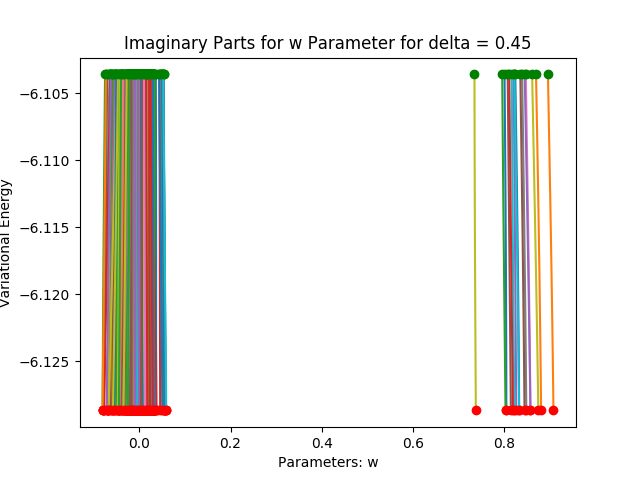 Imaginary Parts for w Parameter for delta = 0.45
Variational Energy
−6.105
−6.110
−6.115
−6.120
−6.125
0.0 0.2 0.4 0.6 0.8
Parameters: w